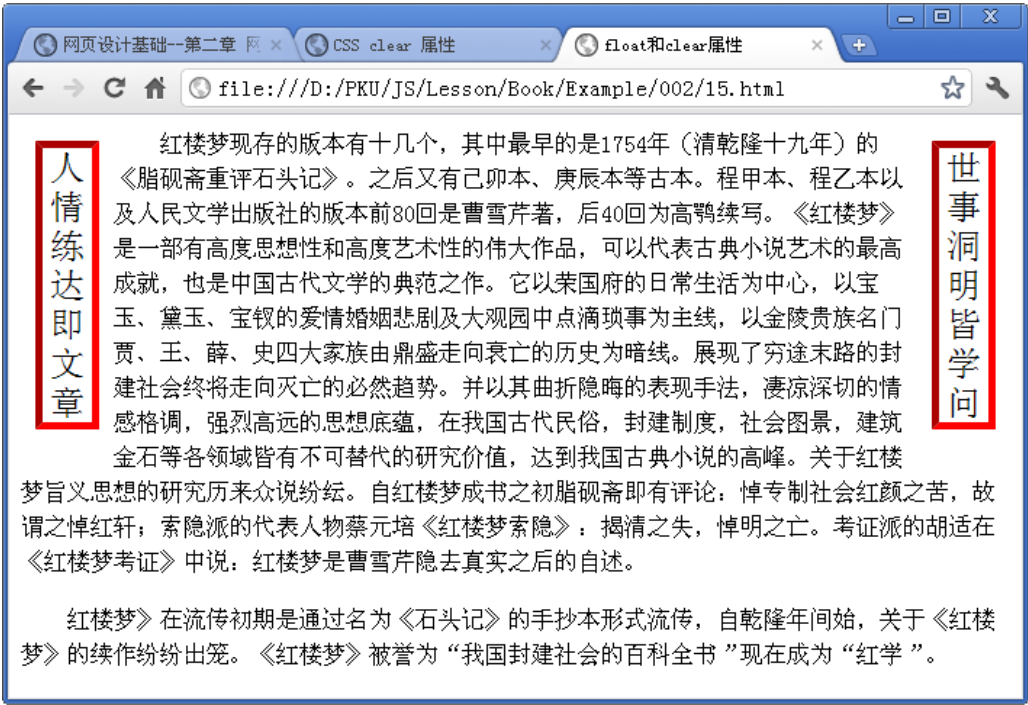 网页设计基础--第二章 网
CSS clear 属性
float和clear属性
file:///D:/PKU/JS/Lesson/Book/Example/002/15.html
人情练达即文章
世事洞明皆学问
红楼梦现存的版本有十几个，其中最早的是1754年（清乾隆十九年）的
《脂砚斋重评石头记》。之后又有己卯本、庚辰本等古本。程甲本、程乙本以
及人民文学出版社的版本前80回是曹雪芹著，后40回为高鹗续写。《红楼梦》
是一部有高度思想性和高度艺术性的伟大作品，可以代表古典小说艺术的最高
成就，也是中国古代文学的典范之作。它以荣国府的日常生活为中心，以宝
玉、黛玉、宝钗的爱情婚姻悲剧及大观园中点滴琐事为主线，以金陵贵族名门
贾、王、薛、史四大家族由鼎盛走向衰亡的历史为暗线。展现了穷途末路的封
建社会终将走向灭亡的必然趋势。并以其曲折隐晦的表现手法，凄凉深切的情
感格调，强烈高远的思想底蕴，在我国古代民俗，封建制度，社会图景，建筑
金石等各领域皆有不可替代的研究价值，达到我国古典小说的高峰。关于红楼
梦旨义思想的研究历来众说纷纭。自红楼梦成书之初脂砚斋即有评论：悼专制社会红颜之苦，故
谓之悼红轩；索隐派的代表人物蔡元培《红楼梦索隐》：揭清之失，悼明之亡。考证派的胡适在
《红楼梦考证》中说：红楼梦是曹雪芹隐去真实之后的自述。
红楼梦》在流传初期是通过名为《石头记》的手抄本形式流传，自乾隆年间始，关于《红楼
梦》的续作纷纷出笼。《红楼梦》被誉为“我国封建社会的百科全书 ”现在成为“红学 ”。